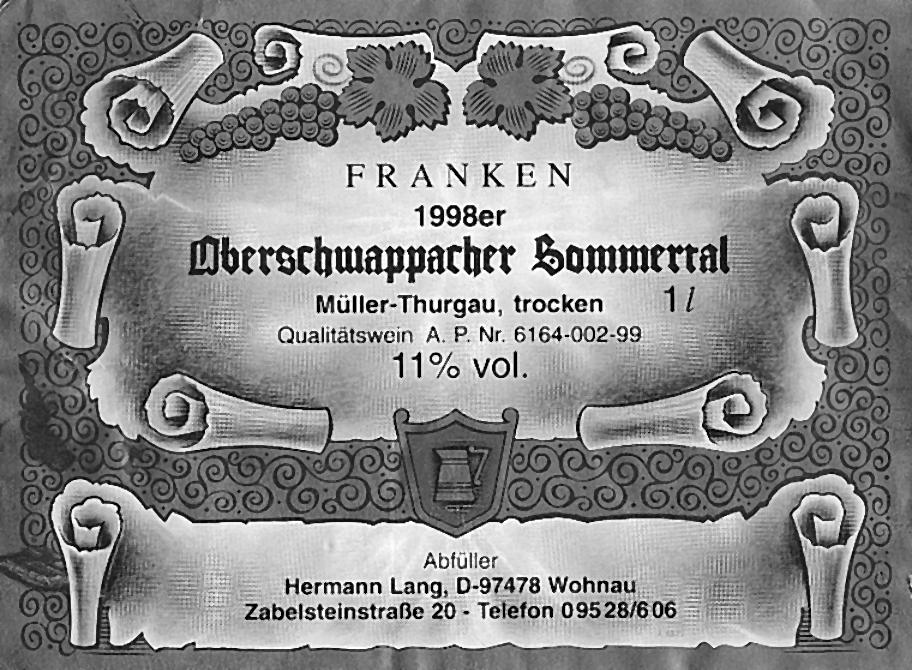 FRANKEN
1998er
Oberschwappacher Sommertal
Müller-Thurgau, trocken 1 l
Qualitätswein A. P. Nr. 6164-002-99
11% vol.
Abfüller
Hermann Lang, D-97478 Wohnau
Zabelsteinstraße 20 - Telefon 09528/606